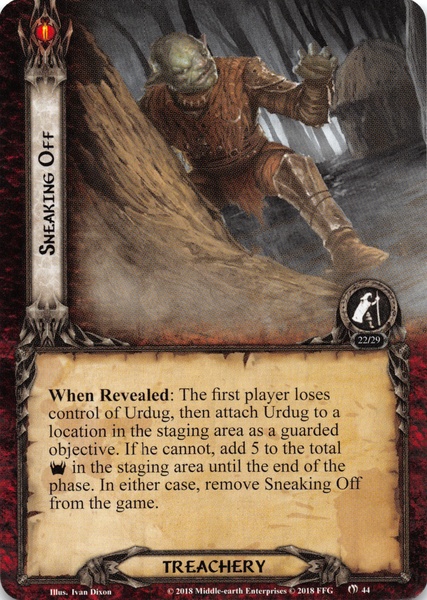 Sneaking Off
22/29
When Revealed: The first player loses
control of Urdug, then attach Urdug to a
location in the staging area as a guarded
objective. If he cannot, add 5 to the total
in the staging area until the end of the
phase. In either case, remove Sneaking Off
from the game.
TREACHERY
Illus. Ivan Dixon © 2018 Middle-earth Enterprises © 2018 FFG 44